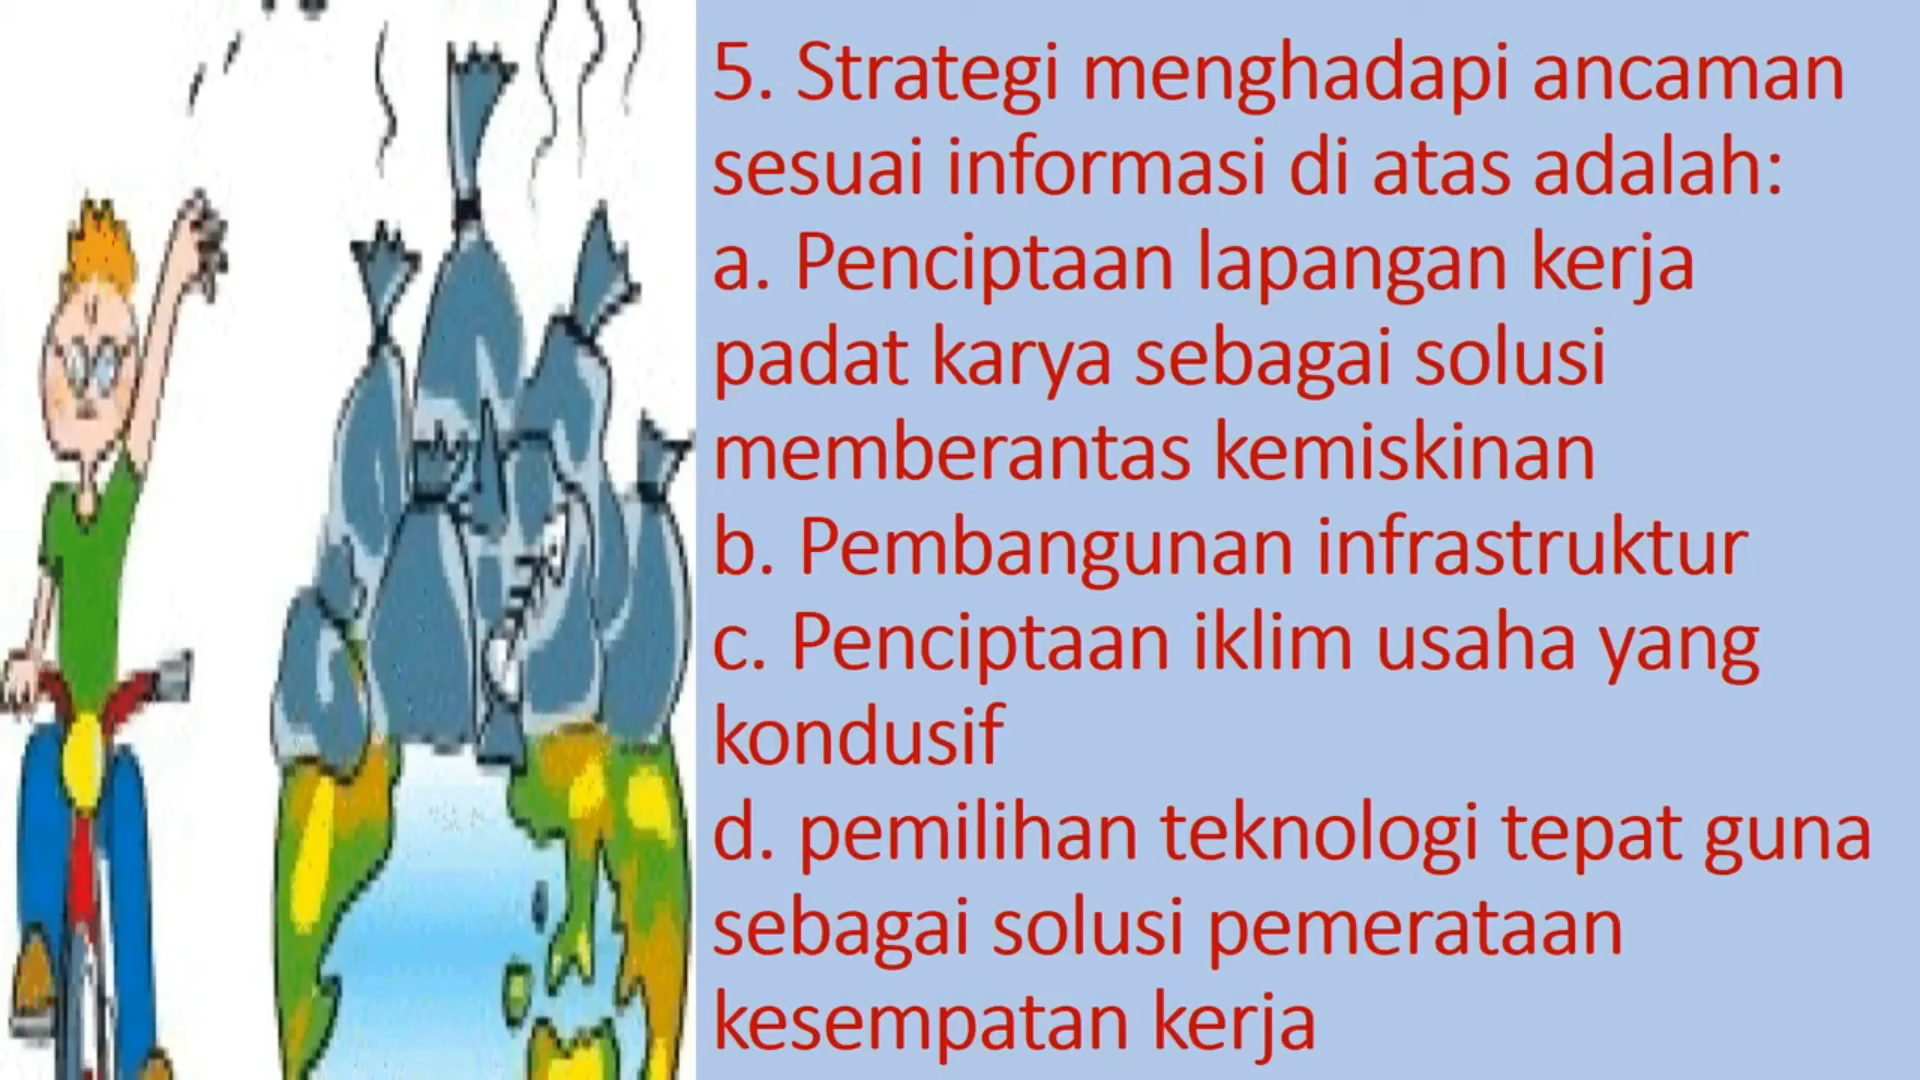 5. Strategi menghadapi ancaman
sesuai informasi di atas adalah:
a. Penciptaan lapangan kerja
padat karya sebagai solusi
memberantas kemiskinan
b. Pembangunan infrastruktur
c. Penciptaan iklim usaha yang
kondusif
d. pemilihan teknologi tepat guna
sebagai solusi pemerataan
kesempatan kerja